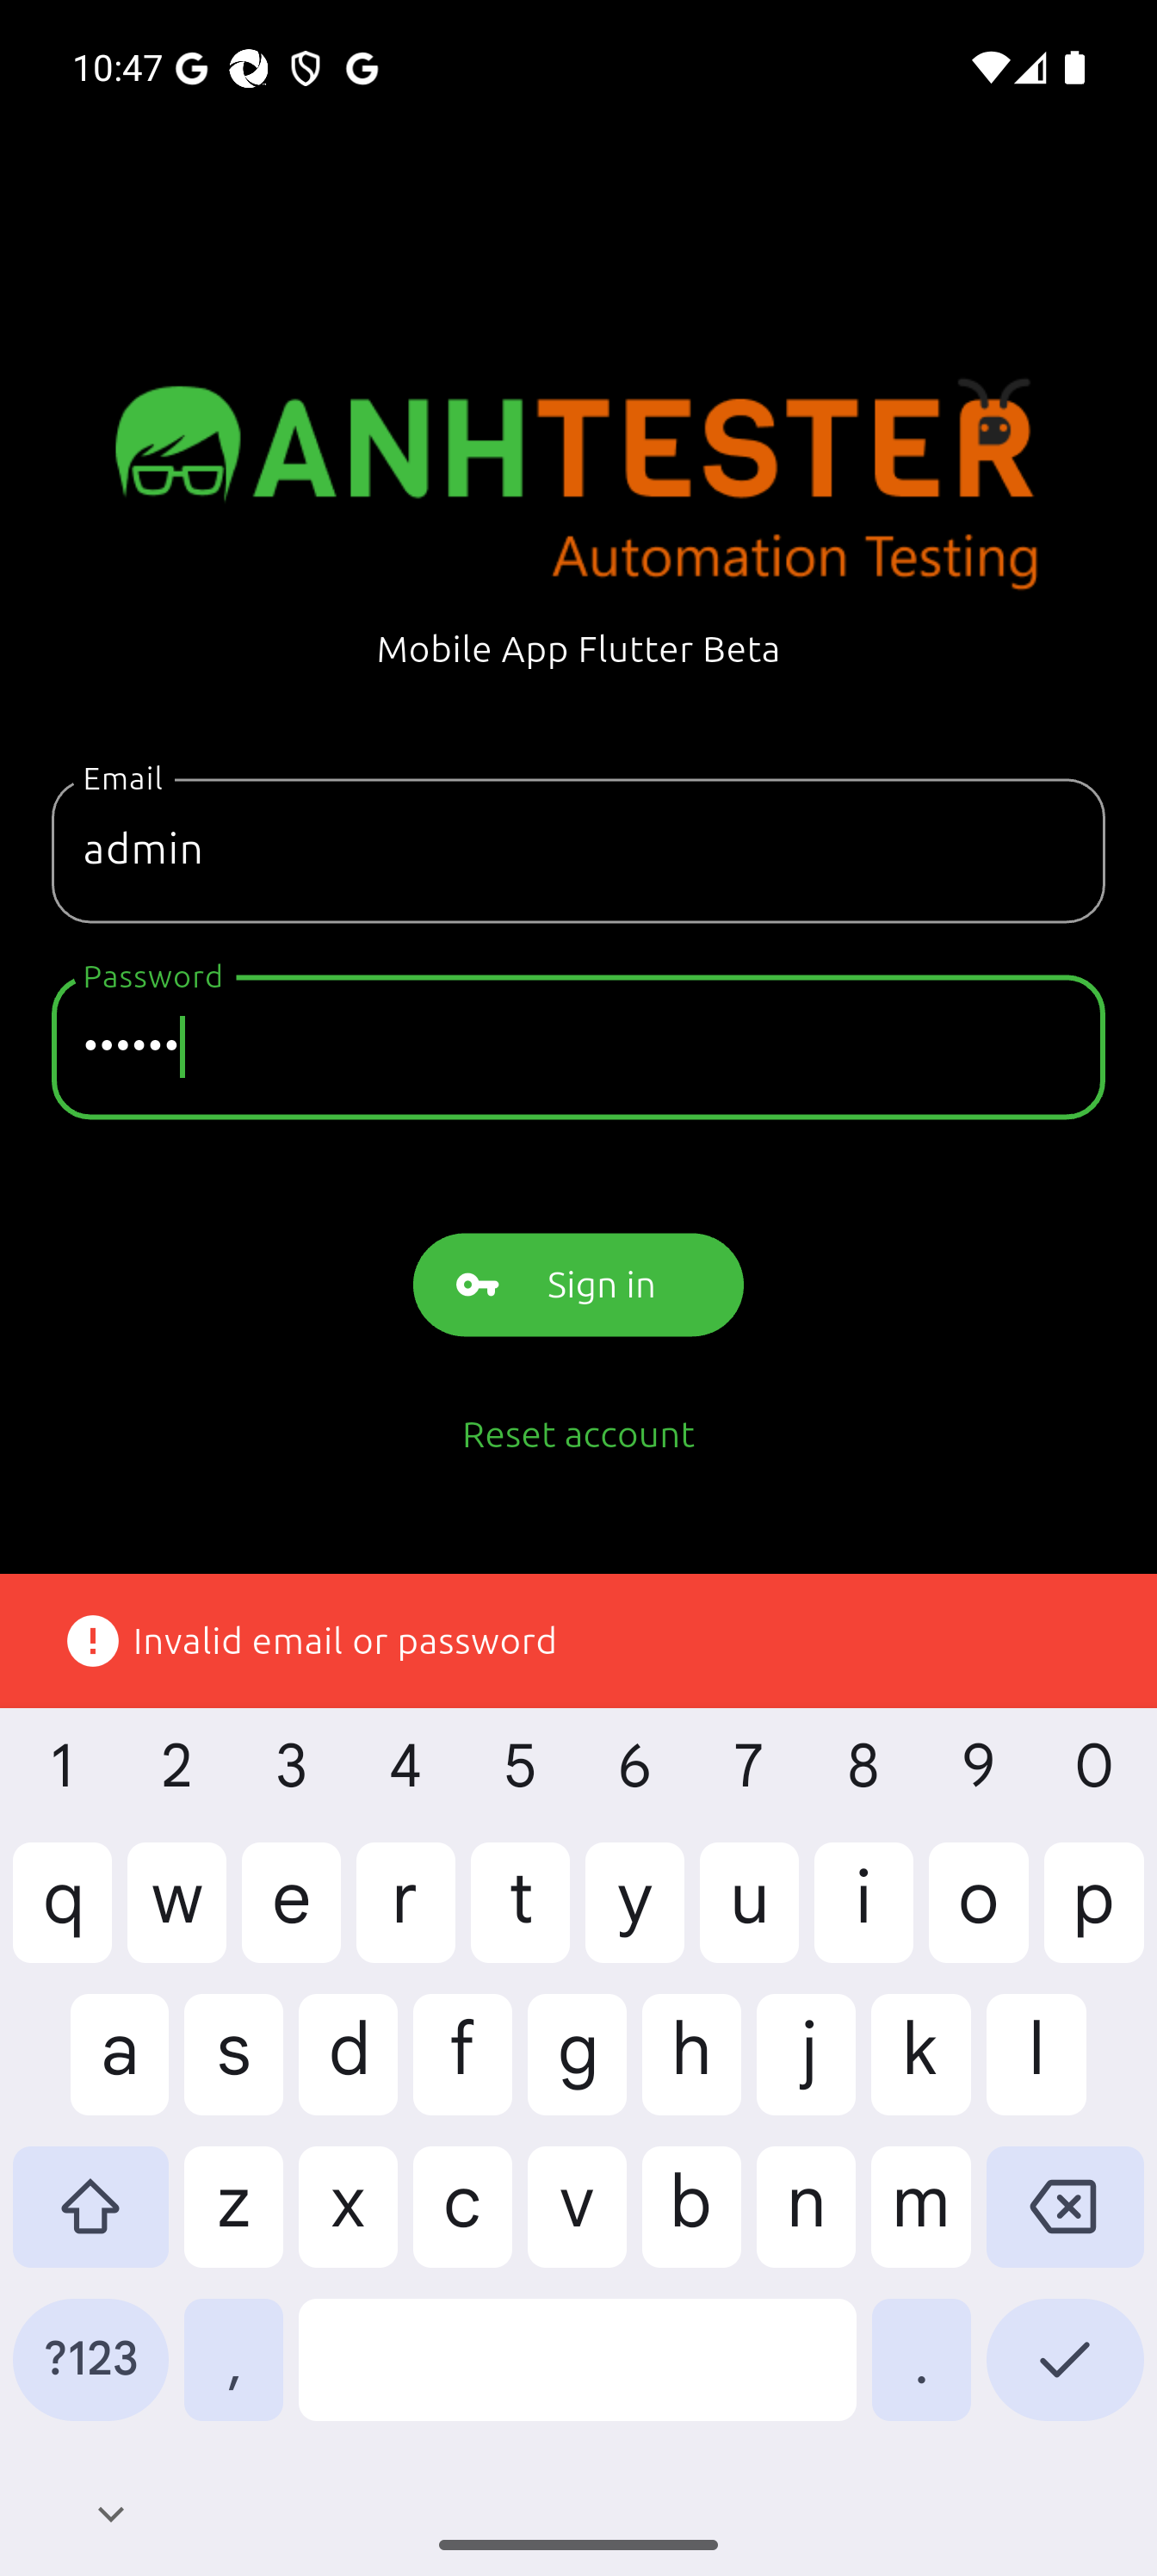 10:47
ANHTESTER
Automation Testing
Mobile App Flutter Beta
Email
admin
Password
••••••
Sign in
Reset account
Invalid email or password
1 2 3 4 5 6 7 8 9 0
q w e r t y u i o p
a s d f g h j k l
z x c v b n m
?123 , .